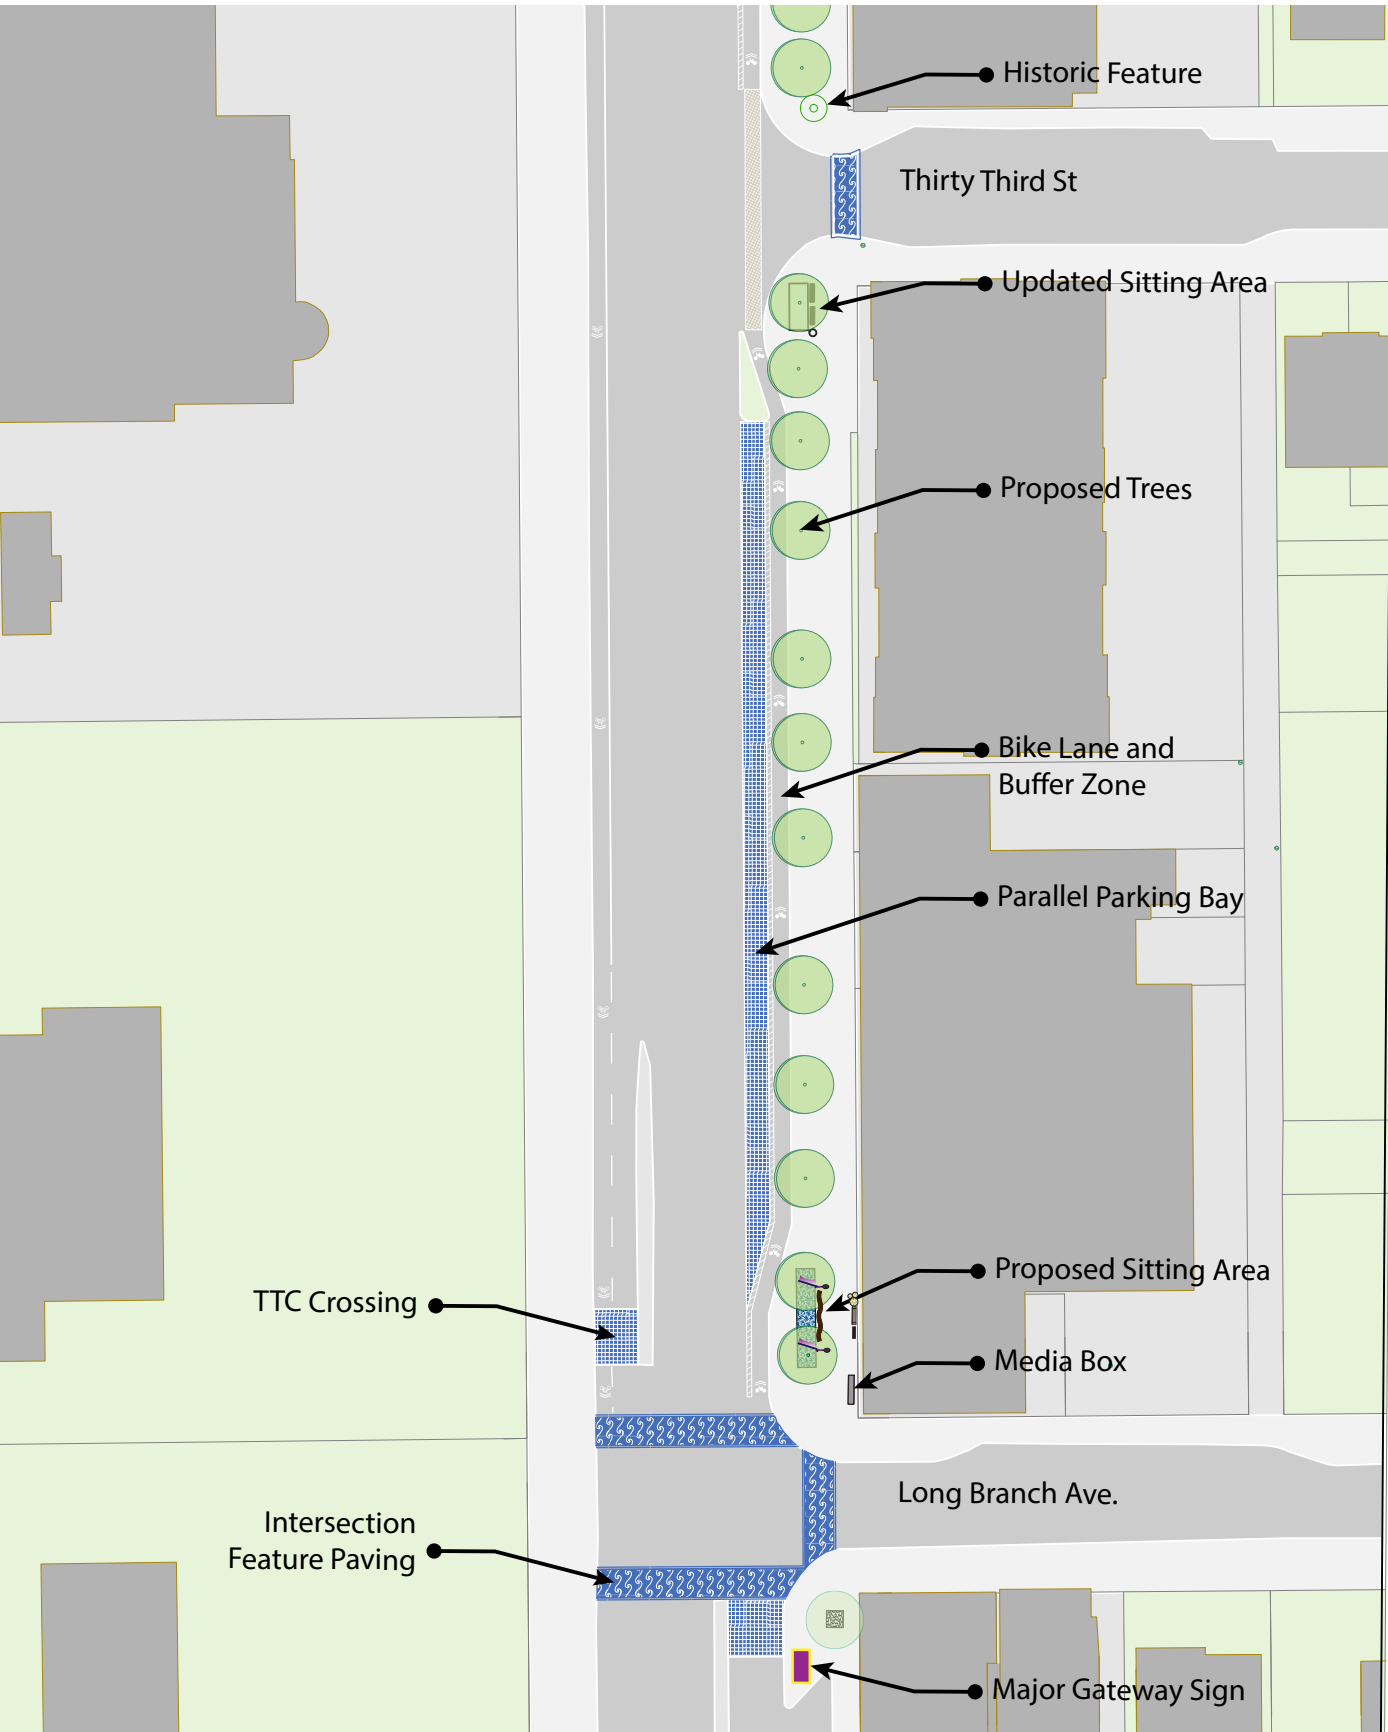 Historic Feature
Thirty Third St
Updated Sitting Area
Proposed Trees
Bike Lane and
Buffer Zone
Parallel Parking Bay
Proposed Sitting Area
TTC Crossing
Media Box
Long Branch Ave.
Intersection
Feature Paving
Major Gateway Sign